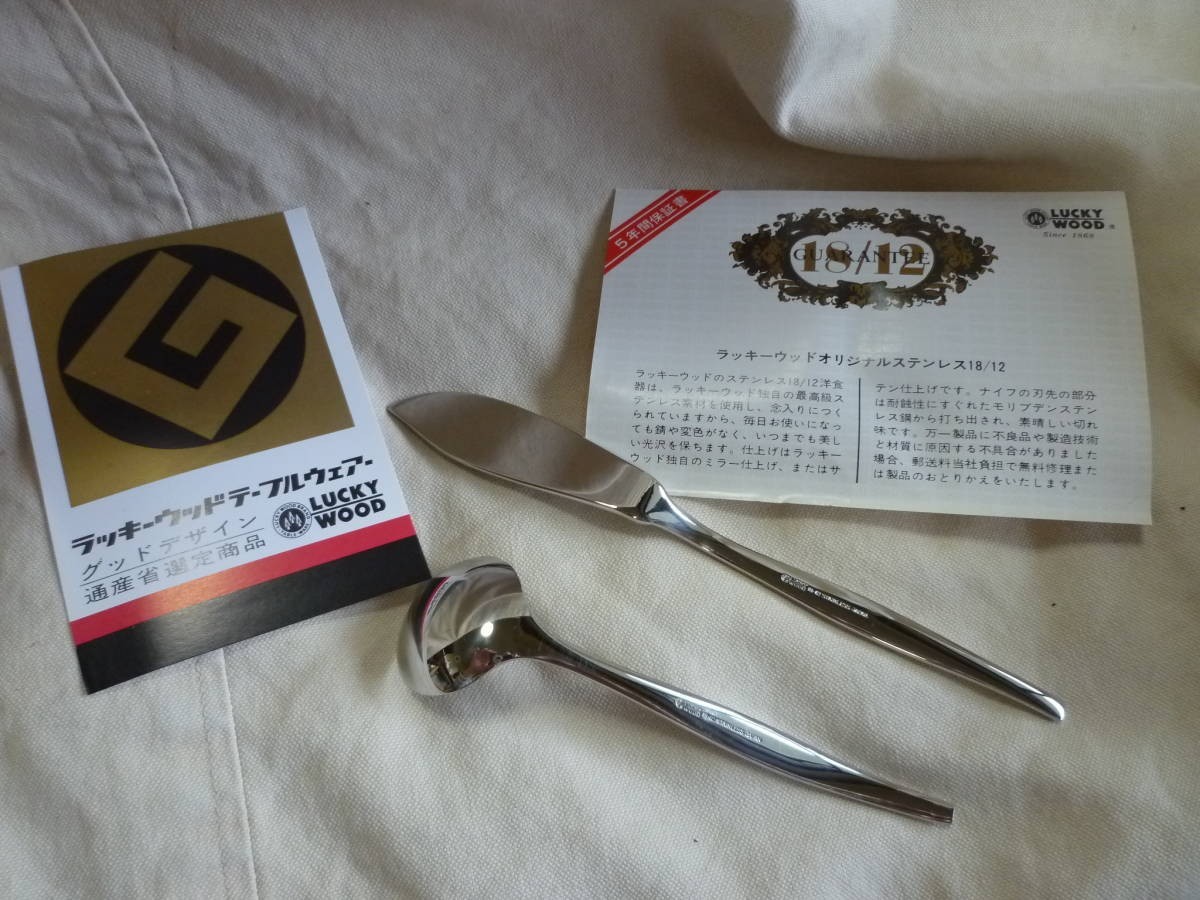 ラッキーウッドテーブルウェアー
グッドデザイン
通産省選定商品
LUCKY
WOOD
5年間保証書
18/12
GUARANTEE
LUCKY
WOOD
Since 1868
ラッキーウッドオリジナルステンレス18/12
ラッキーウッドのステンレス18/12洋食
器は、ラッキーウッド独自の最高級ス
テンレス素材を使用し、念入りにつく
られていますから、毎日お使いになっ
ても錆や変色がなく、いつまでも美し
い光沢を保ちます。仕上げはラッキー
ウッド独自のミラー仕上げ、またはサ
テン仕上げです。ナイフの刃先の部分
は耐蝕性にすぐれたモリブデンステン
レス鋼から打ち出され、素晴しい切れ
味です。万一製品に不良品や製造技術
と材質に原因する不具合がありました
場合、郵送料当社負担で無料修理また
は製品のおとりかえをいたします。